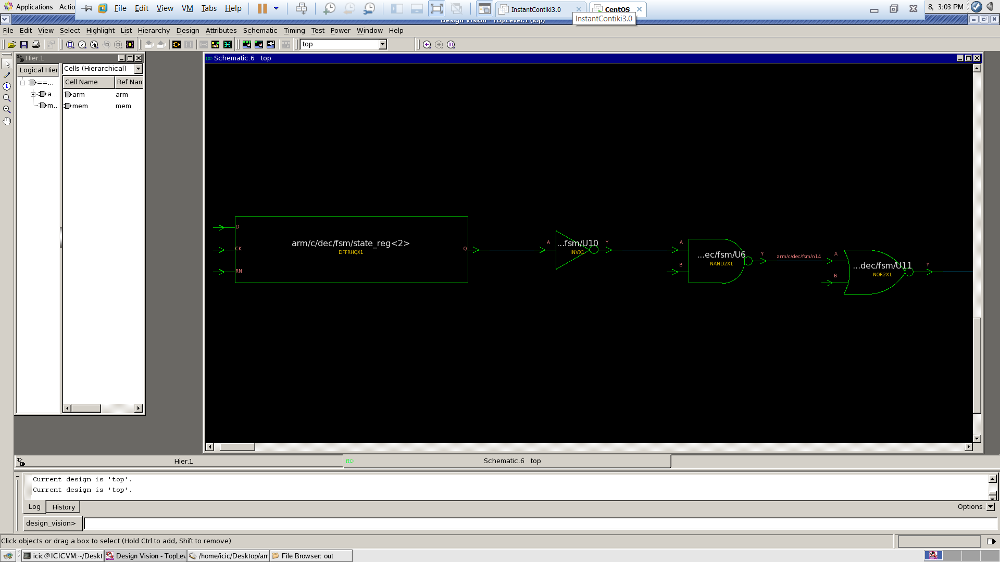 Applications Actio
File Edit View VM Tabs Help
InstantContiki3.0
CentOS
8, 3:03 PM
InstantContiki3.0
Design Vision - TopLevel.1 (top)
File Edit View Select Highlight List Hierarchy Design Attributes Schematic Timing Test Power Window Help
top
Hier.1
Logical Hier
Cells (Hierarchical)
Cell Name Ref Nam
==...
a...
m...
arm arm
mem mem
Schematic.6 top
D
CK
RN
Q
arm/c/dec/fsm/state_reg<2>
DFFRHQX1
A
...fsm/U10
INVX1
Y
A
B
...ec/fsm/U6
NAND2X1
Y
arm/c/dec/fsm/n14
A
B
...dec/fsm/U11
NOR2X1
Y
Hier.1
Schematic.6 top
Current design is 'top'.
Current design is 'top'.
Log History
Options:
design_vision>
Click objects or drag a box to select (Hold Ctrl to add, Shift to remove)
icic@ICICVM:~/Deskt
Design Vision - TopLev
/home/icic/Desktop/arr
File Browser: out